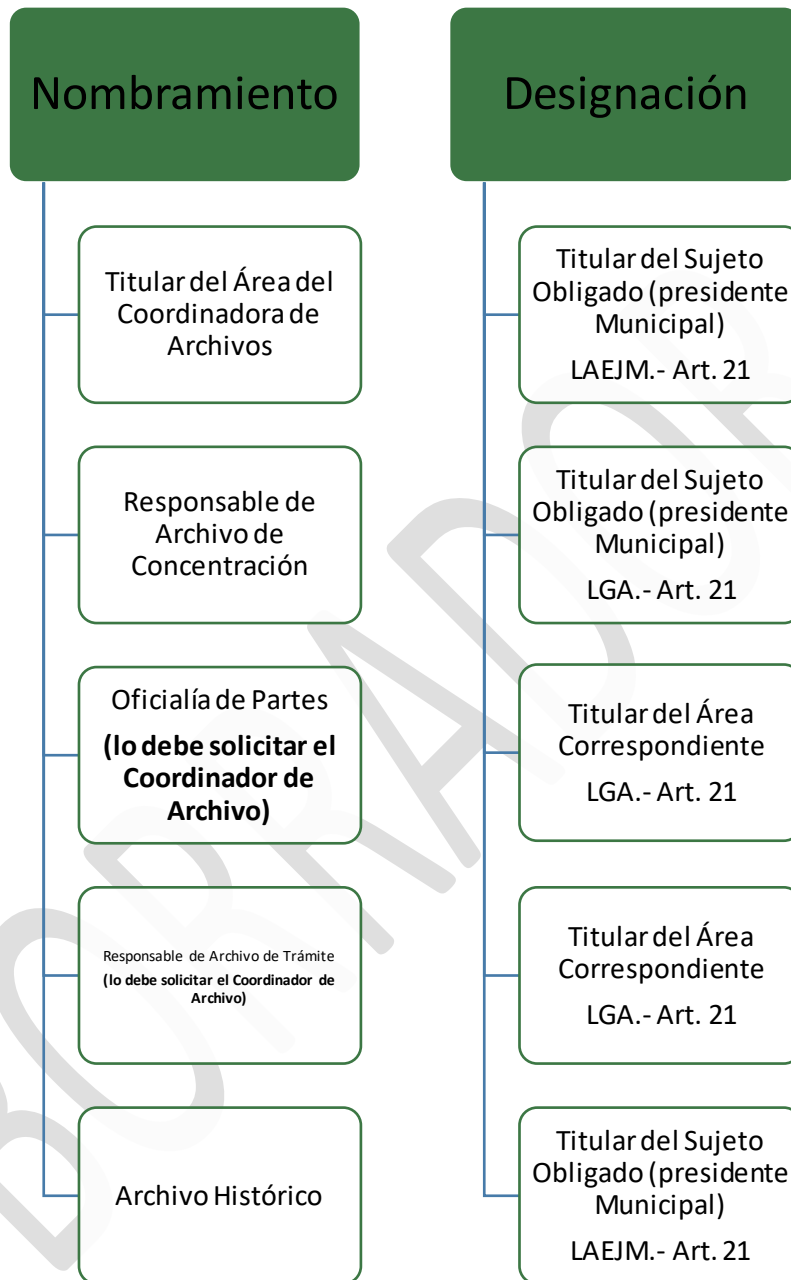 Nombramiento
Titular del Área del
Coordinadora de
Archivos
Responsable de
Archivo de
Concentración
Oficialía de Partes
(lo debe solicitar el
Coordinador de
Archivo)
Responsable de Archivo de Trámite
(lo debe solicitar el Coordinador de
Archivo)
Archivo Histórico
Designación
Titular del Sujeto
Obligado (presidente
Municipal)
LAEJM.- Art. 21
Titular del Sujeto
Obligado (presidente
Municipal)
LGA.- Art. 21
Titular del Área
Correspondiente
LGA.- Art. 21
Titular del Área
Correspondiente
LGA.- Art. 21
Titular del Sujeto
Obligado (presidente
Municipal)
LAEJM.- Art. 21
BORRADOR